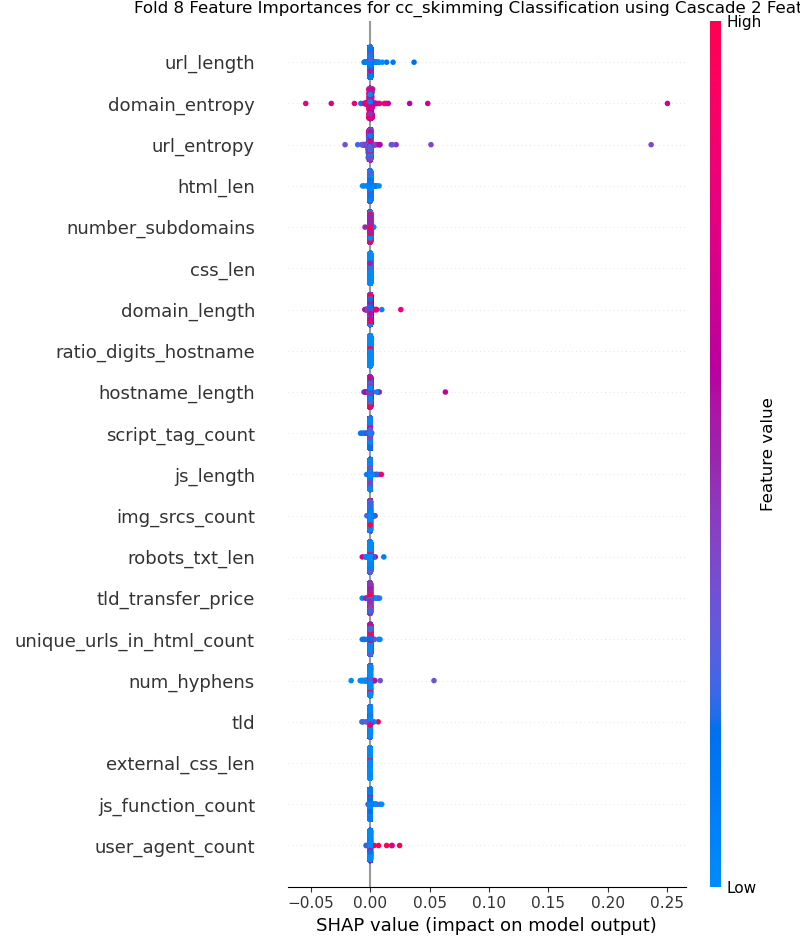 Fold 8 Feature Importances for cc_skimming Classification using Cascade 2 Feat
High
url_length
domain_entropy
url_entropy
html_len
number_subdomains
css_len
domain_length
ratio_digits_hostname
hostname_length
script_tag_count
js_length
img_srcs_count
robots_txt_len
tld_transfer_price
unique_urls_in_html_count
num_hyphens
tld
external_css_len
js_function_count
user_agent_count
Feature value
Low
−0.05 0.00 0.05 0.10 0.15 0.20 0.25
SHAP value (impact on model output)